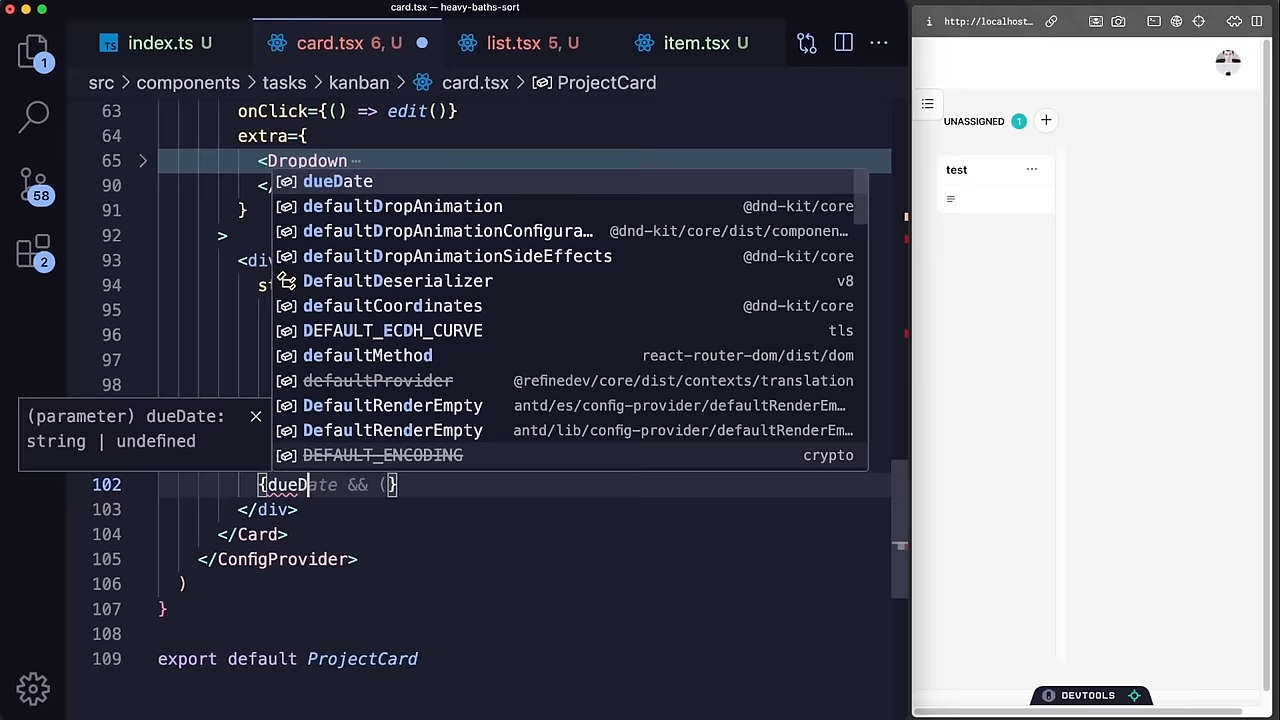 card.tsx — heavy-baths-sort
TS index.ts U
card.tsx 6, U
list.tsx 5, U
item.tsx U
src > components > tasks > kanban > card.tsx > ProjectCard
63 onClick={() => edit()}
64 extra={
65 <Dropdown ···
90 </
91 }
92 >
93 <div
94 st
95
96
97
98
dueDate
defaultDropAnimation @dnd-kit/core
defaultDropAnimationConfigura… @dnd-kit/core/dist/componen…
defaultDropAnimationSideEffects @dnd-kit/core
DefaultDeserializer v8
defaultCoordinates @dnd-kit/core
DEFAULT_ECDH_CURVE tls
defaultMethod react-router-dom/dist/dom
defaultProvider @refinedev/core/dist/contexts/translation
DefaultRenderEmpty antd/es/config-provider/defaultRenderEm…
DefaultRenderEmpty antd/lib/config-provider/defaultRenderEm…
DEFAULT_ENCODING crypto
(parameter) dueDate:
string | undefined
102 {dueDate && (}
103 </div>
104 </Card>
105 </ConfigProvider>
106 )
107 }
108
109 export default ProjectCard
1
58
2
http://localhost…
UNASSIGNED 1 +
test ···
DEVTOOLS